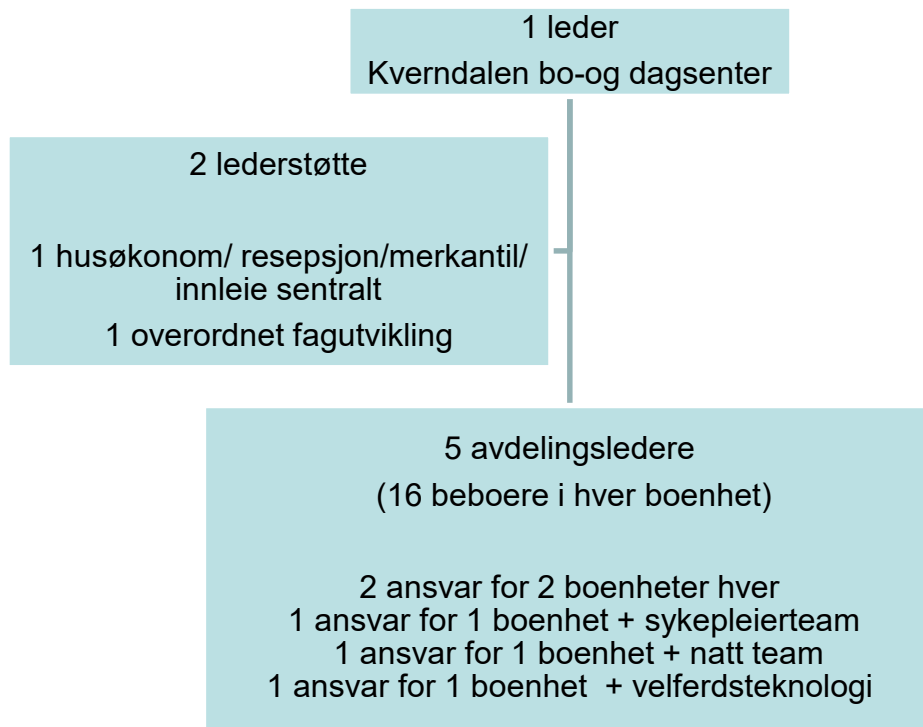 1 leder
Kverndalen bo-og dagsenter
2 lederstøtte
1 husøkonom/ resepsjon/merkantil/
innleie sentralt
1 overordnet fagutvikling
5 avdelingsledere
(16 beboere i hver boenhet)
2 ansvar for 2 boenheter hver
1 ansvar for 1 boenhet + sykepleierteam
1 ansvar for 1 boenhet + natt team
1 ansvar for 1 boenhet  + velferdsteknologi